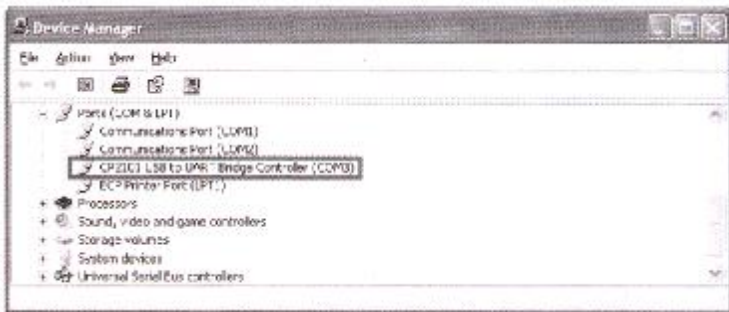 Device Manager
File Action View Help
Ports (COM & LPT)
Communications Port (COM1)
Communications Port (COM2)
CP2101 USB to UART Bridge Controller (COM3)
ECP Printer Port (LPT1)
Processors
Sound, video and game controllers
Storage volumes
System devices
Universal Serial Bus controllers